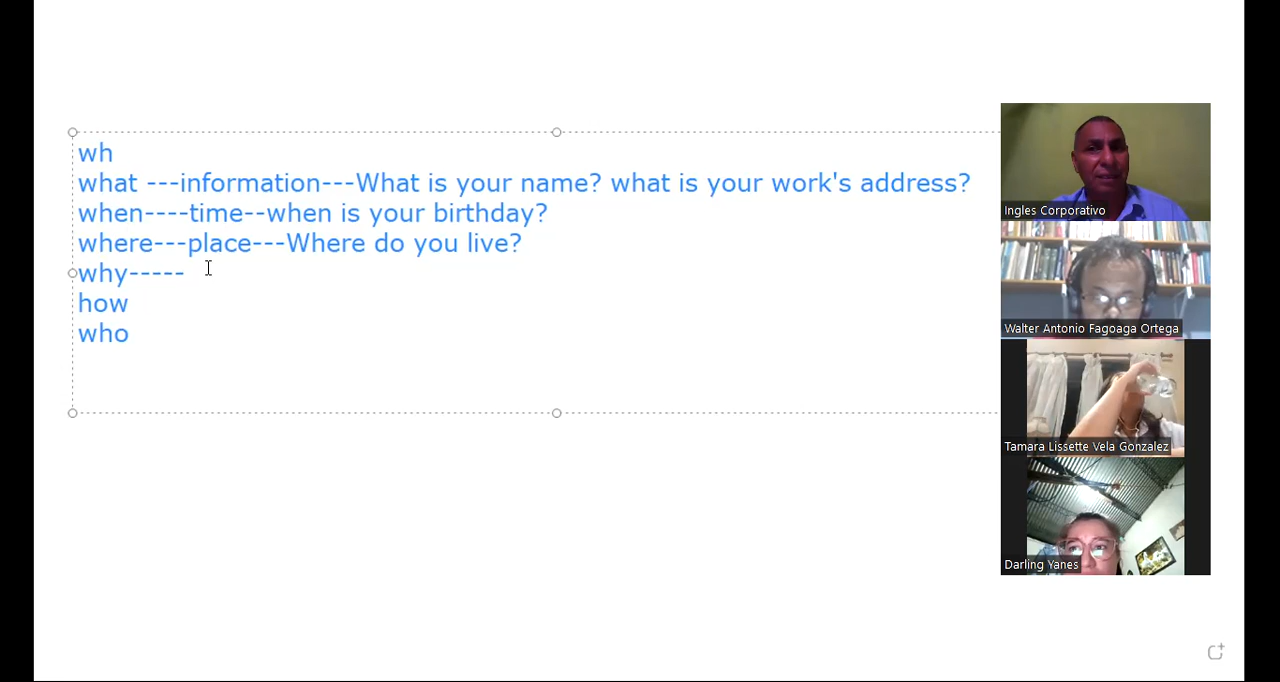 wh
what ---information---What is your name? what is your work's address?
when----time--when is your birthday?
where---place---Where do you live?
why-----
how
who
Ingles Corporativo
Walter Antonio Fagoaga Ortega
Tamara Lissette Vela Gonzalez
Darling Yanes